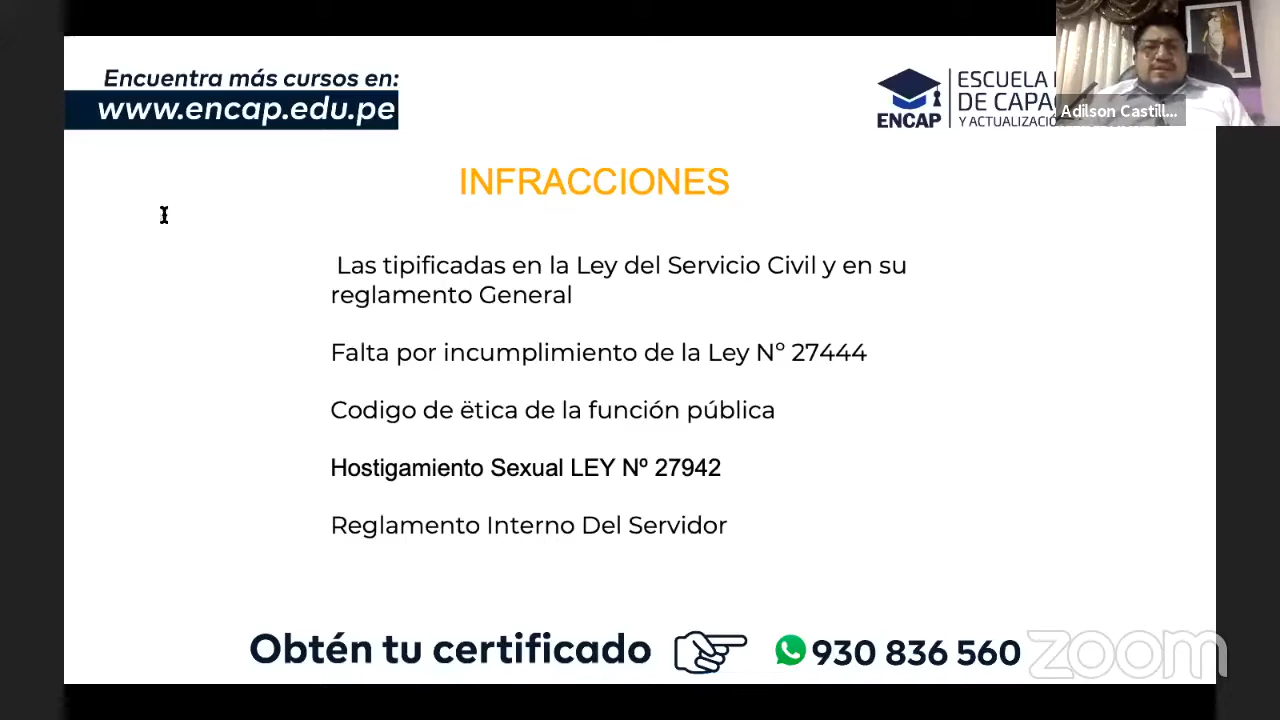 Encuentra más cursos en:
www.encap.edu.pe
ENCAP
ESCUELA
DE CAPA
Y ACTUALIZACIÓ
Adilson Castill...
INFRACCIONES
Las tipificadas en la Ley del Servicio Civil y en su
reglamento General
Falta por incumplimiento de la Ley Nº 27444
Codigo de ëtica de la función pública
Hostigamiento Sexual LEY Nº 27942
Reglamento Interno Del Servidor
Obtén tu certificado
930 836 560
zoom